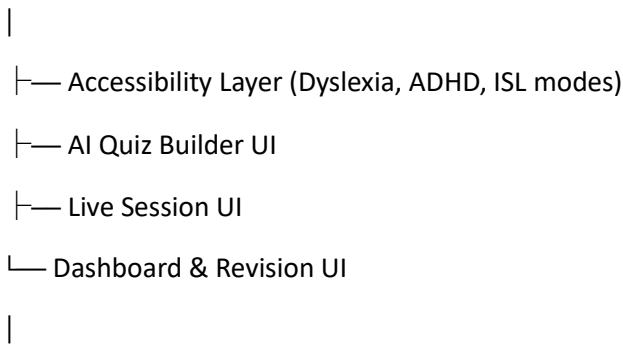 |
├── Accessibility Layer (Dyslexia, ADHD, ISL modes)
├── AI Quiz Builder UI
├── Live Session UI
└── Dashboard & Revision UI
|